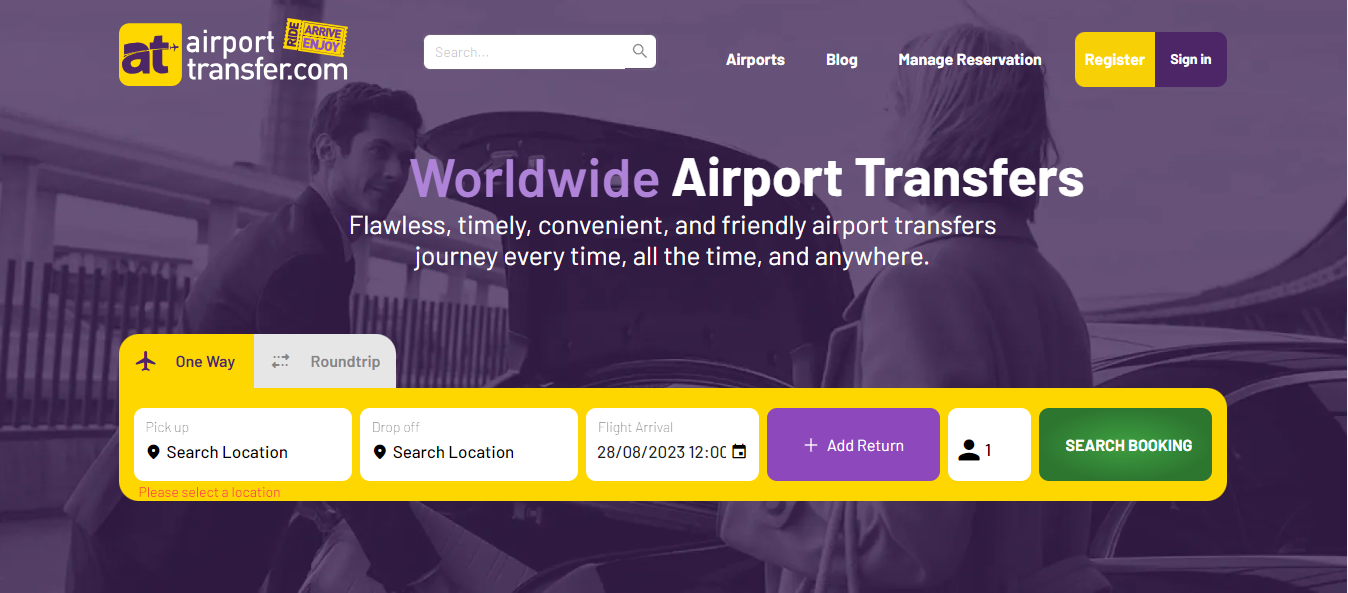 at
airport
transfer.com
RIDE
ARRIVE
ENJOY
Search...
Airports
Blog
Manage Reservation
Register
Sign in
Worldwide Airport Transfers
Flawless, timely, convenient, and friendly airport transfers
journey every time, all the time, and anywhere.
One Way
Roundtrip
Pick up
Search Location
Drop off
Search Location
Flight Arrival
28/08/2023 12:00
Add Return
1
SEARCH BOOKING
Please select a location